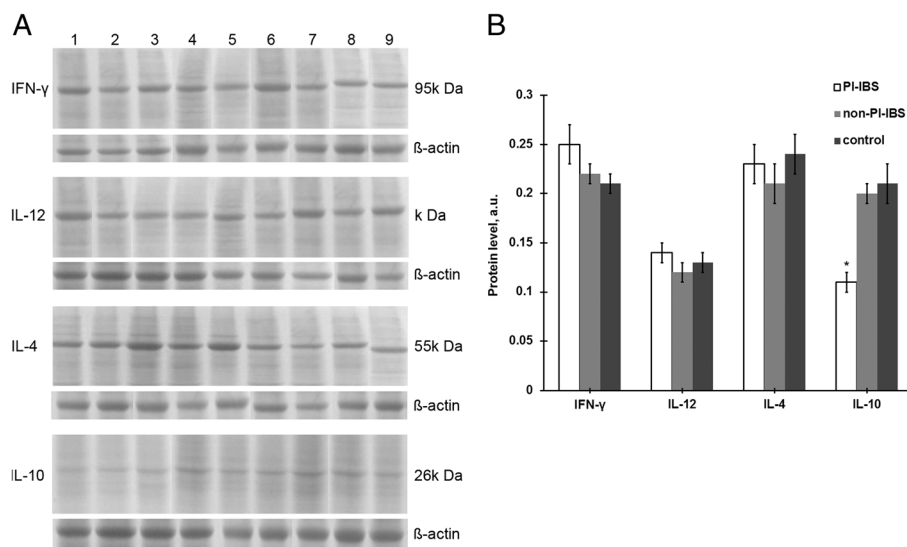 A
1 2 3 4 5 6 7 8 9
IFN-γ
95k Da
ß-actin
IL-12
k Da
ß-actin
IL-4
55k Da
ß-actin
IL-10
26k Da
ß-actin
B
PI-IBS
non-PI-IBS
control
Protein level, a.u.
0.3
0.25
0.2
0.15
0.1
0.05
0
*
IFN-γ IL-12 IL-4 IL-10